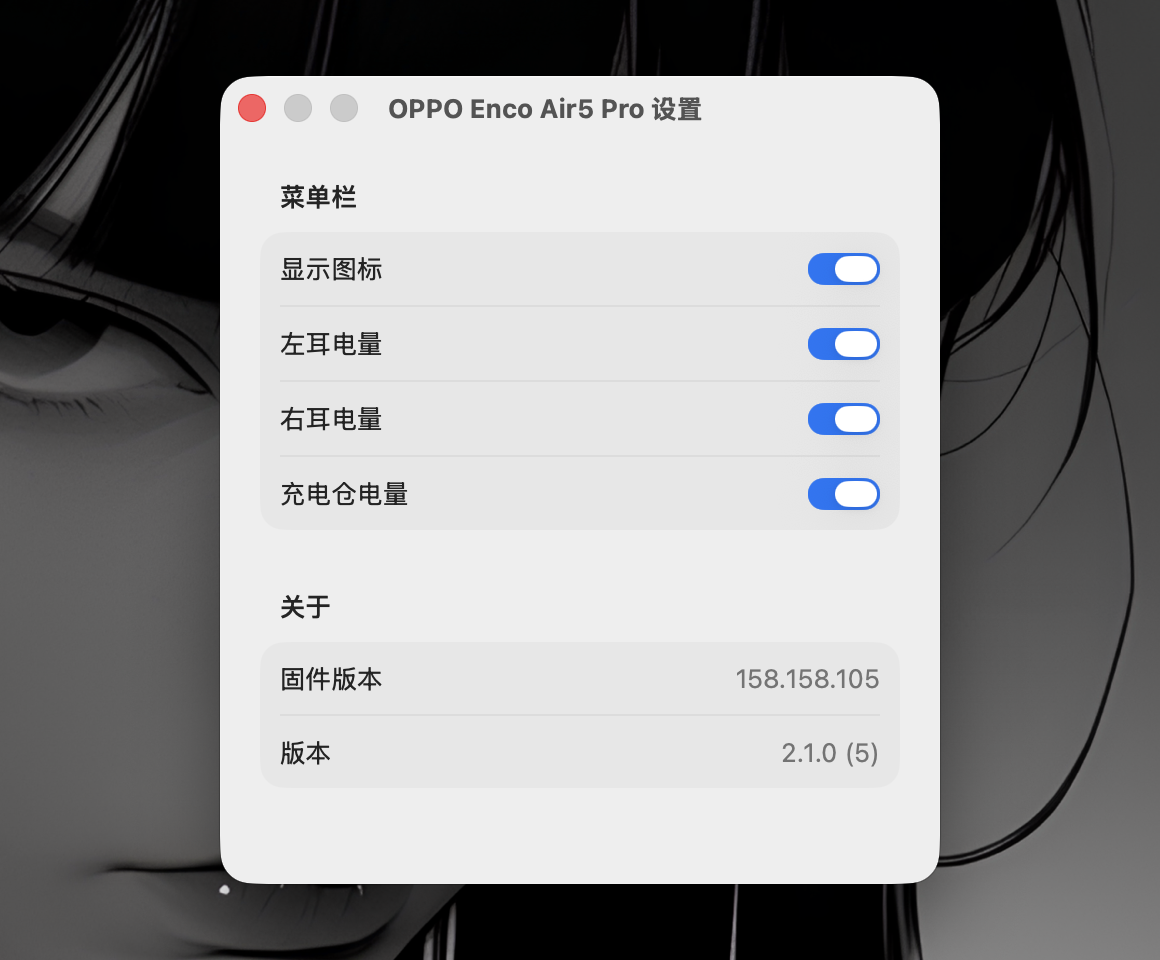 OPPO Enco Air5 Pro 设置
菜单栏
显示图标
左耳电量
右耳电量
充电仓电量
关于
固件版本 158.158.105
版本 2.1.0 (5)